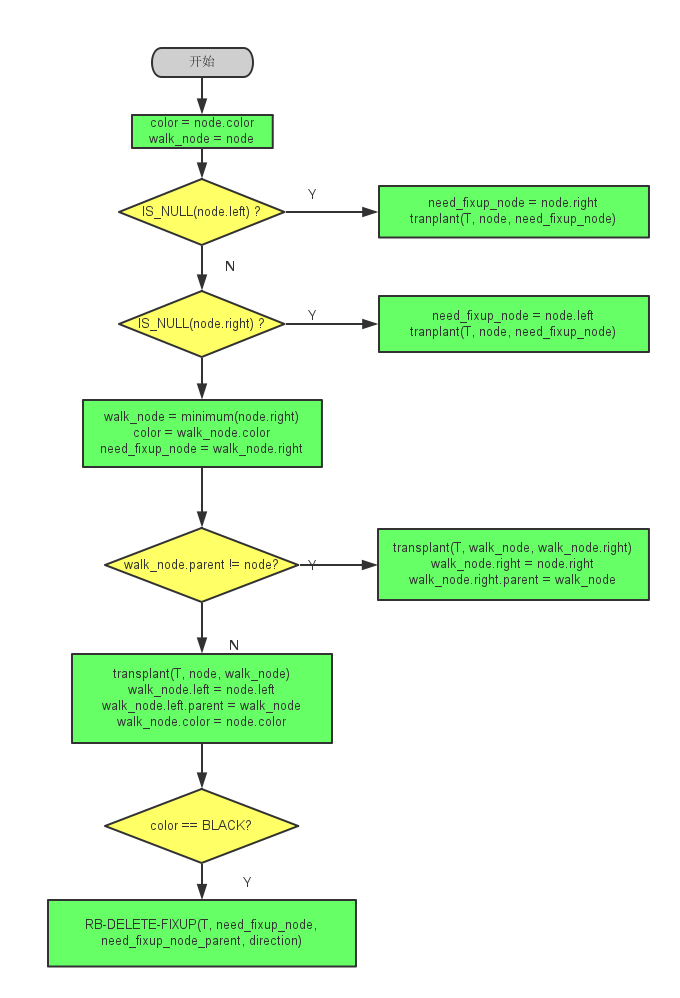 开始
color = node.color
walk_node = node
IS_NULL(node.left) ?
Y
need_fixup_node = node.right
tranplant(T, node, need_fixup_node)
N
IS_NULL(node.right) ?
Y
need_fixup_node = node.left
tranplant(T, node, need_fixup_node)
walk_node = minimum(node.right)
color = walk_node.color
need_fixup_node = walk_node.right
walk_node.parent != node?
Y
transplant(T, walk_node, walk_node.right)
walk_node.right = node.right
walk_node.right.parent = walk_node
N
transplant(T, node, walk_node)
walk_node.left = node.left
walk_node.left.parent = walk_node
walk_node.color = node.color
color == BLACK?
Y
RB-DELETE-FIXUP(T, need_fixup_node,
need_fixup_node_parent, direction)